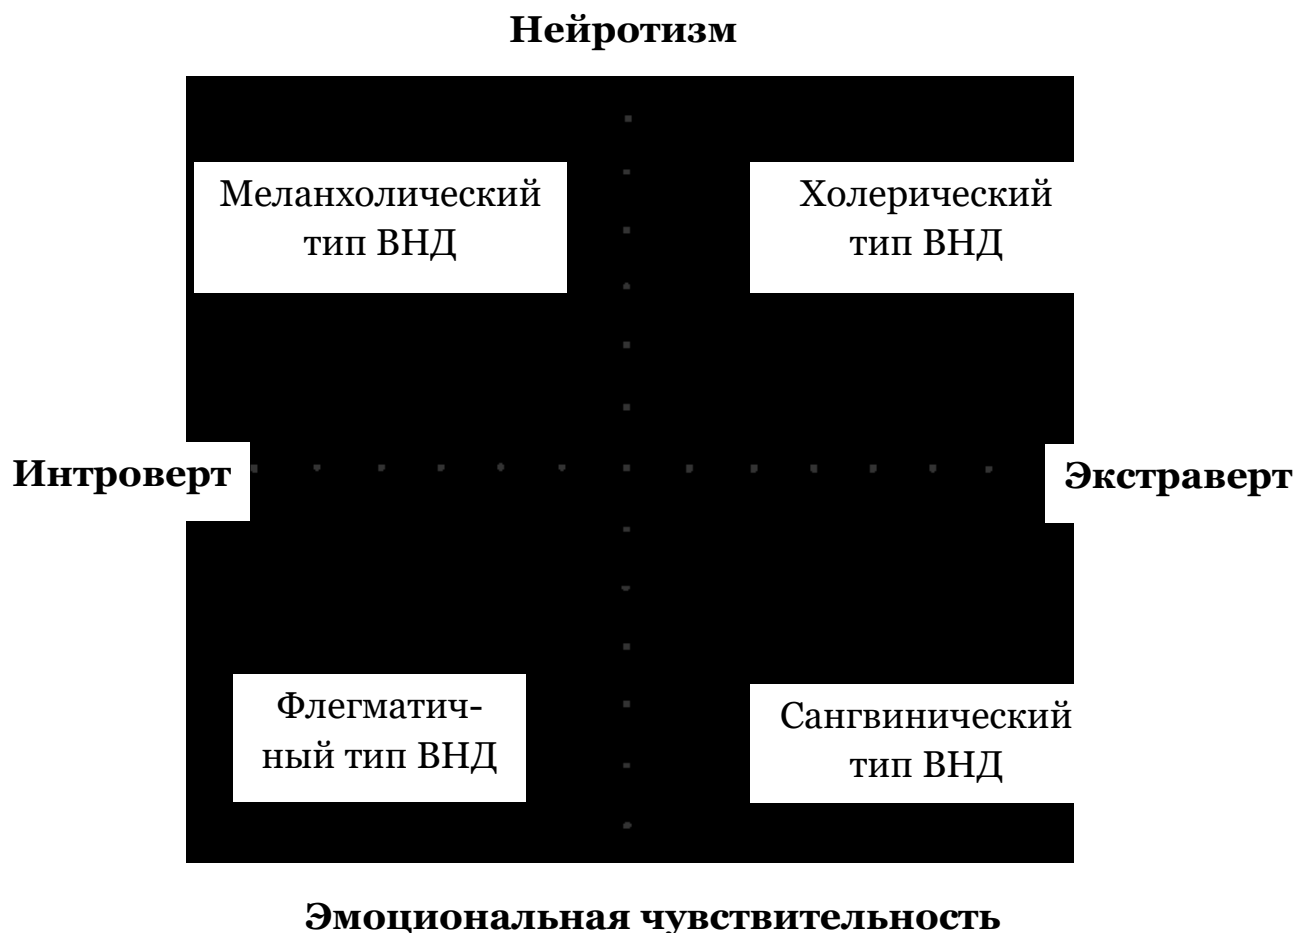 Нейротизм
Меланхолический
тип ВНД
Холерический
тип ВНД
Интроверт
Экстраверт
Флегматич-
ный тип ВНД
Сангвинический
тип ВНД
Эмоциональная чувствительность